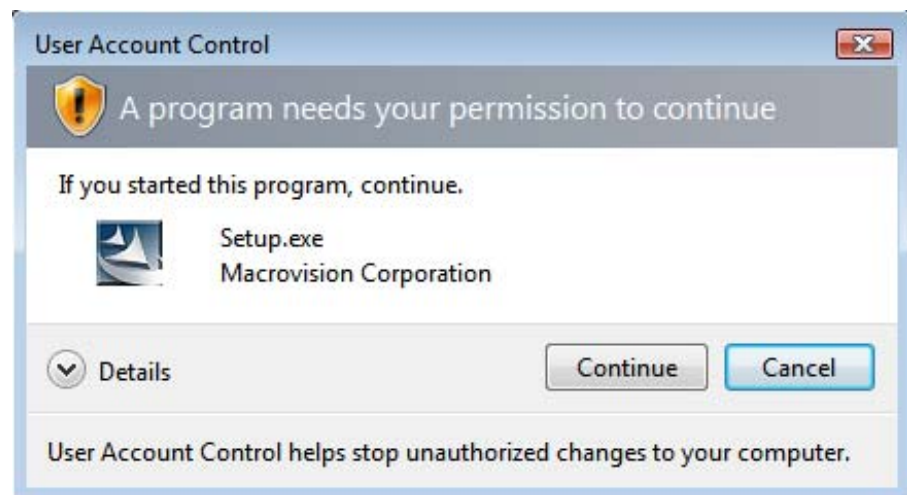 User Account Control
A program needs your permission to continue
If you started this program, continue.
Setup.exe
Macrovision Corporation
Details
Continue
Cancel
User Account Control helps stop unauthorized changes to your computer.